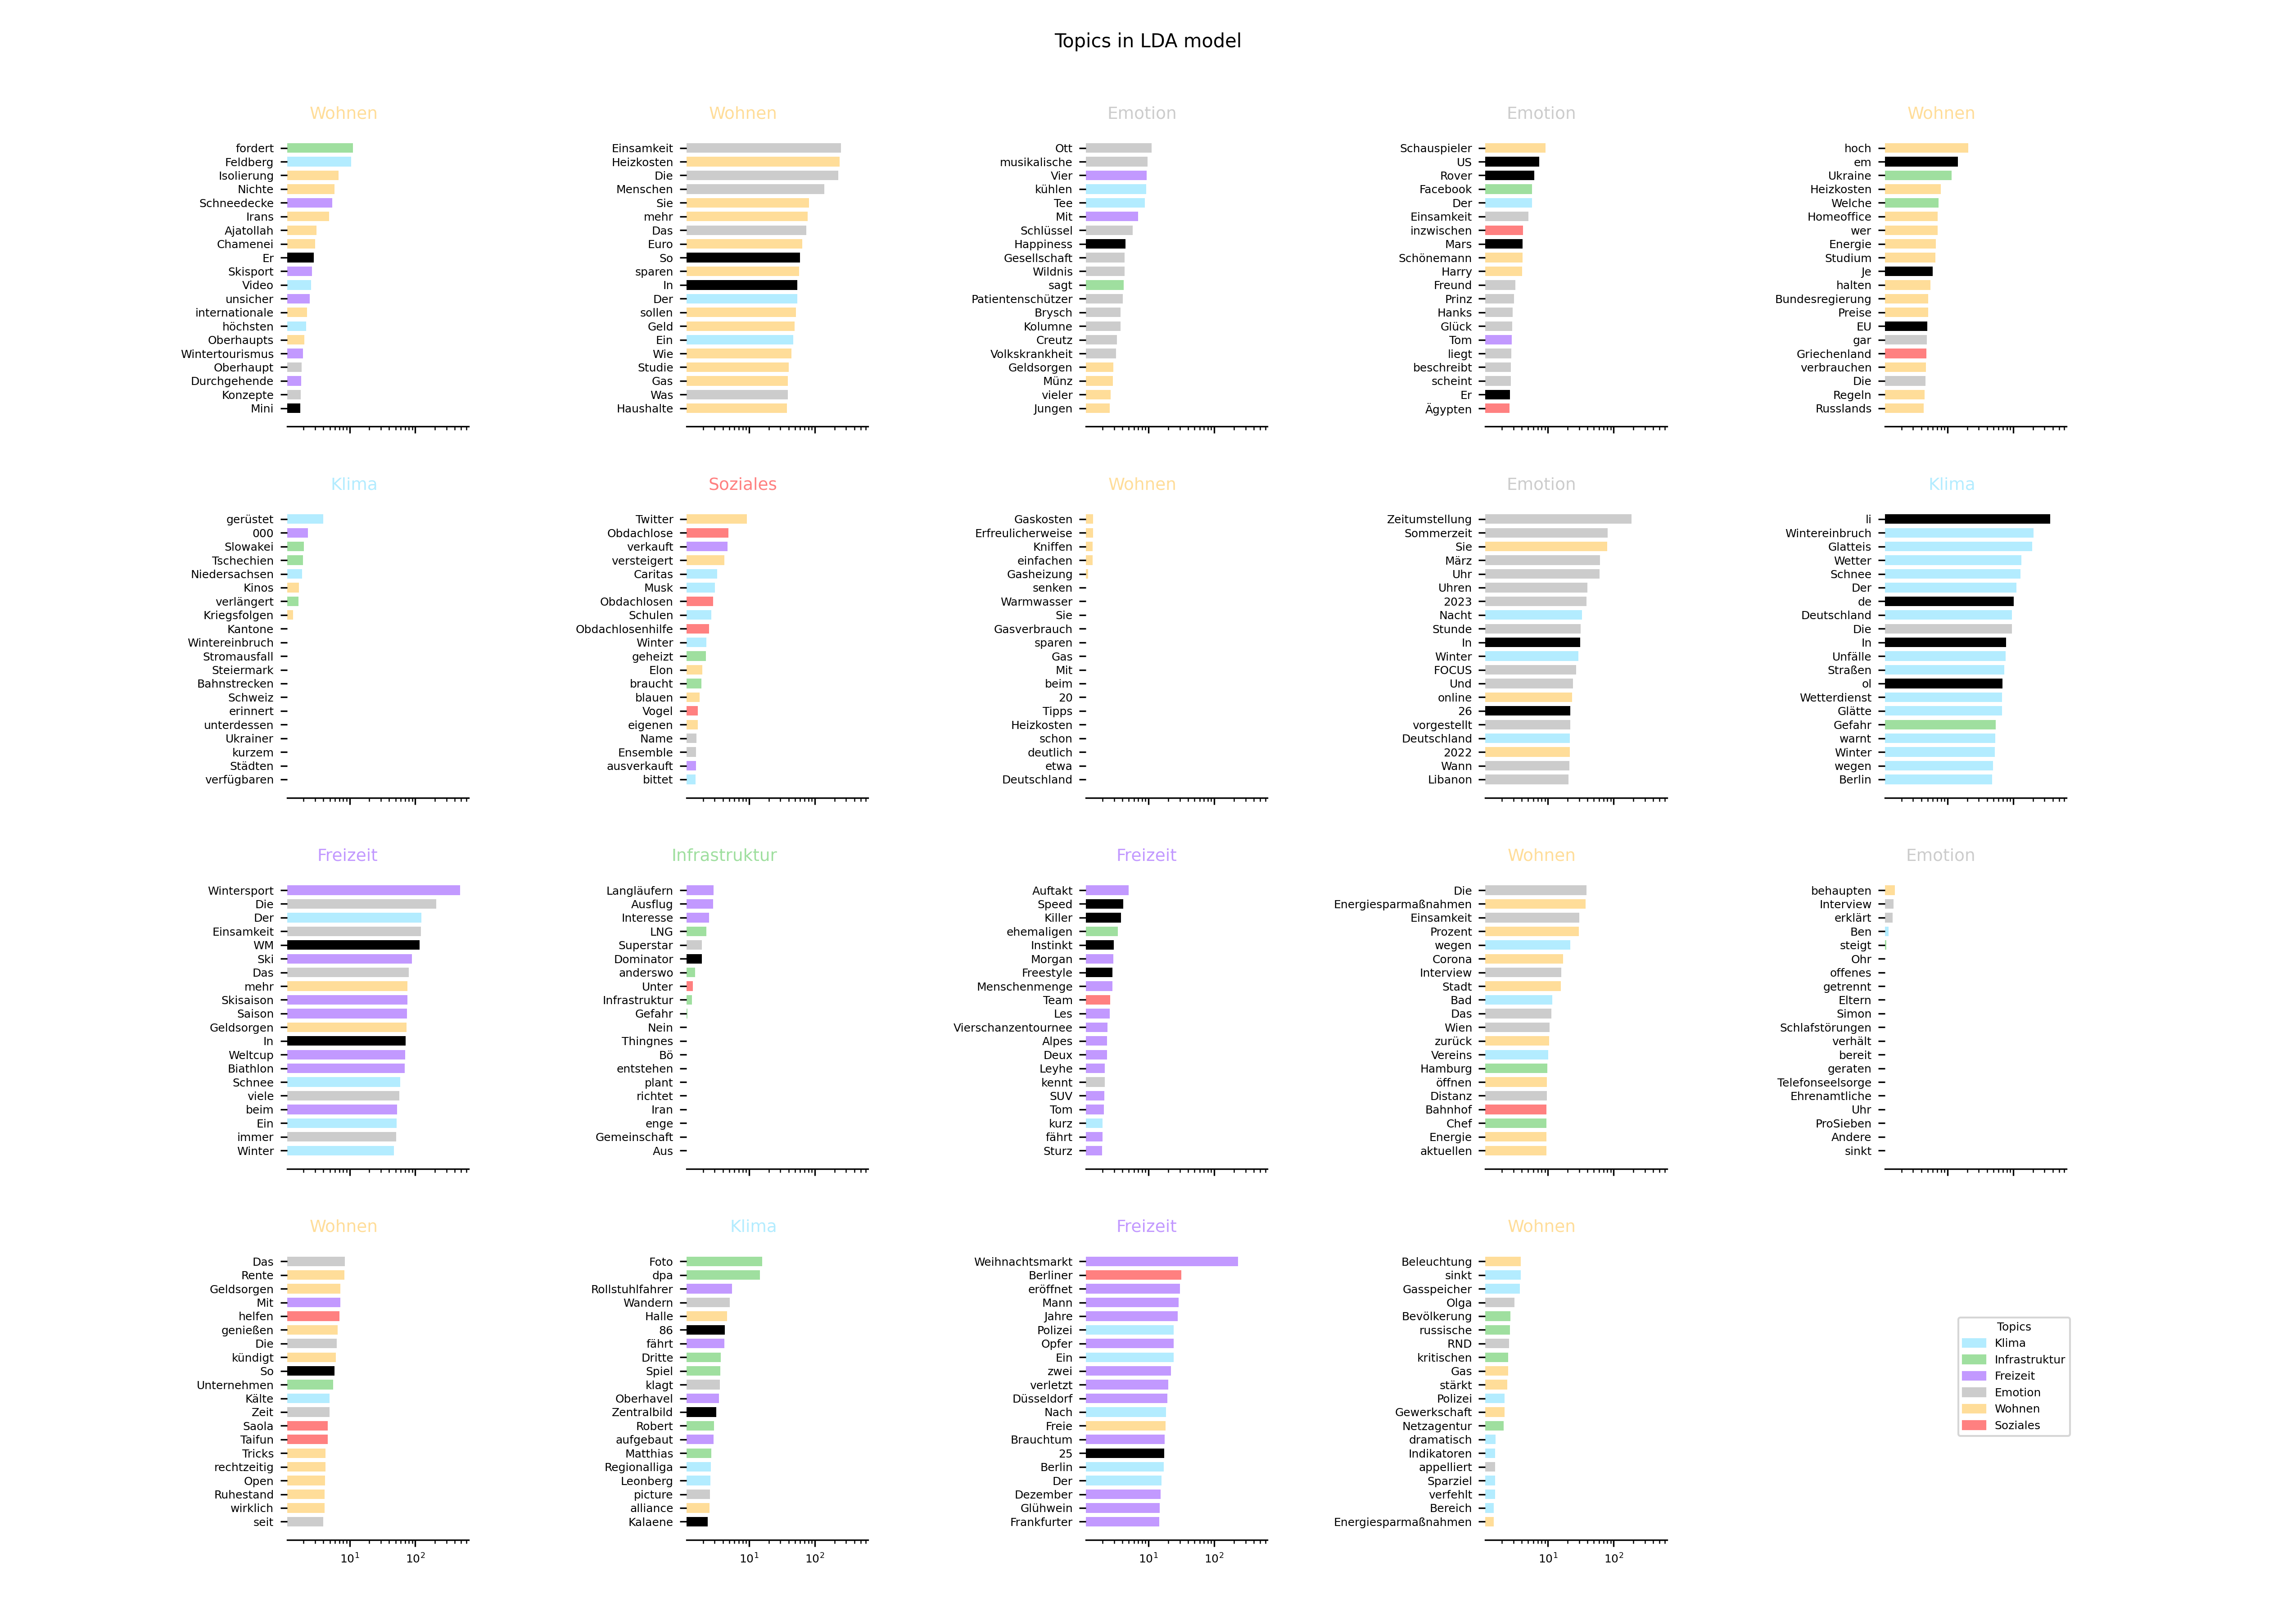 Topics in LDA model
Wohnen
fordert
Feldberg
Isolierung
Nichte
Schneedecke
Irans
Ajatollah
Chamenei
Er
Skisport
Video
unsicher
internationale
höchsten
Oberhaupts
Wintertourismus
Oberhaupt
Durchgehende
Konzepte
Mini
Wohnen
Einsamkeit
Heizkosten
Die
Menschen
Sie
mehr
Das
Euro
So
sparen
In
Der
sollen
Geld
Ein
Wie
Studie
Gas
Was
Haushalte
Emotion
Ott
musikalische
Vier
kühlen
Tee
Mit
Schlüssel
Happiness
Gesellschaft
Wildnis
sagt
Patientenschützer
Brysch
Kolumne
Creutz
Volkskrankheit
Geldsorgen
Münz
vieler
Jungen
Emotion
Schauspieler
US
Rover
Facebook
Der
Einsamkeit
inzwischen
Mars
Schönemann
Harry
Freund
Prinz
Hanks
Glück
Tom
liegt
beschreibt
scheint
Er
Ägypten
Wohnen
hoch
em
Ukraine
Heizkosten
Welche
Homeoffice
wer
Energie
Studium
Je
halten
Bundesregierung
Preise
EU
gar
Griechenland
verbrauchen
Die
Regeln
Russlands
Klima
gerüstet
000
Slowakei
Tschechien
Niedersachsen
Kinos
verlängert
Kriegsfolgen
Kantone
Wintereinbruch
Stromausfall
Steiermark
Bahnstrecken
Schweiz
erinnert
unterdessen
Ukrainer
kurzem
Städten
verfügbaren
Soziales
Twitter
Obdachlose
verkauft
versteigert
Caritas
Musk
Obdachlosen
Schulen
Obdachlosenhilfe
Winter
geheizt
Elon
braucht
blauen
Vogel
eigenen
Name
Ensemble
ausverkauft
bittet
Wohnen
Gaskosten
Erfreulicherweise
Kniffen
einfachen
Gasheizung
senken
Warmwasser
Sie
Gasverbrauch
sparen
Gas
Mit
beim
20
Tipps
Heizkosten
schon
deutlich
etwa
Deutschland
Emotion
Zeitumstellung
Sommerzeit
Sie
März
Uhr
Uhren
2023
Nacht
Stunde
In
Winter
FOCUS
Und
online
26
vorgestellt
Deutschland
2022
Wann
Libanon
Klima
li
Wintereinbruch
Glatteis
Wetter
Schnee
Der
de
Deutschland
Die
In
Unfälle
Straßen
ol
Wetterdienst
Glätte
Gefahr
warnt
Winter
wegen
Berlin
Freizeit
Wintersport
Die
Der
Einsamkeit
WM
Ski
Das
mehr
Skisaison
Saison
Geldsorgen
In
Weltcup
Biathlon
Schnee
viele
beim
Ein
immer
Winter
Infrastruktur
Langläufern
Ausflug
Interesse
LNG
Superstar
Dominator
anderswo
Unter
Infrastruktur
Gefahr
Nein
Thingnes
Bö
entstehen
plant
richtet
Iran
enge
Gemeinschaft
Aus
Freizeit
Auftakt
Speed
Killer
ehemaligen
Instinkt
Morgan
Freestyle
Menschenmenge
Team
Les
Vierschanzentournee
Alpes
Deux
Leyhe
kennt
SUV
Tom
kurz
fährt
Sturz
Wohnen
Die
Energiesparmaßnahmen
Einsamkeit
Prozent
wegen
Corona
Interview
Stadt
Bad
Das
Wien
zurück
Vereins
Hamburg
öffnen
Distanz
Bahnhof
Chef
Energie
aktuellen
Emotion
behaupten
Interview
erklärt
Ben
steigt
Ohr
offenes
getrennt
Eltern
Simon
Schlafstörungen
verhält
bereit
geraten
Telefonseelsorge
Ehrenamtliche
Uhr
ProSieben
Andere
sinkt
Wohnen
Das
Rente
Geldsorgen
Mit
helfen
genießen
Die
kündigt
So
Unternehmen
Kälte
Zeit
Saola
Taifun
Tricks
rechtzeitig
Open
Ruhestand
wirklich
seit
10¹ 10²
Klima
Foto
dpa
Rollstuhlfahrer
Wandern
Halle
86
fährt
Dritte
Spiel
klagt
Oberhavel
Zentralbild
Robert
aufgebaut
Matthias
Regionalliga
Leonberg
picture
alliance
Kalaene
10¹ 10²
Freizeit
Weihnachtsmarkt
Berliner
eröffnet
Mann
Jahre
Polizei
Opfer
Ein
zwei
verletzt
Düsseldorf
Nach
Freie
Brauchtum
25
Berlin
Der
Dezember
Glühwein
Frankfurter
10¹ 10²
Wohnen
Beleuchtung
sinkt
Gasspeicher
Olga
Bevölkerung
russische
RND
kritischen
Gas
stärkt
Polizei
Gewerkschaft
Netzagentur
dramatisch
Indikatoren
appelliert
Sparziel
verfehlt
Bereich
Energiesparmaßnahmen
10¹ 10²
Topics
Klima
Infrastruktur
Freizeit
Emotion
Wohnen
Soziales